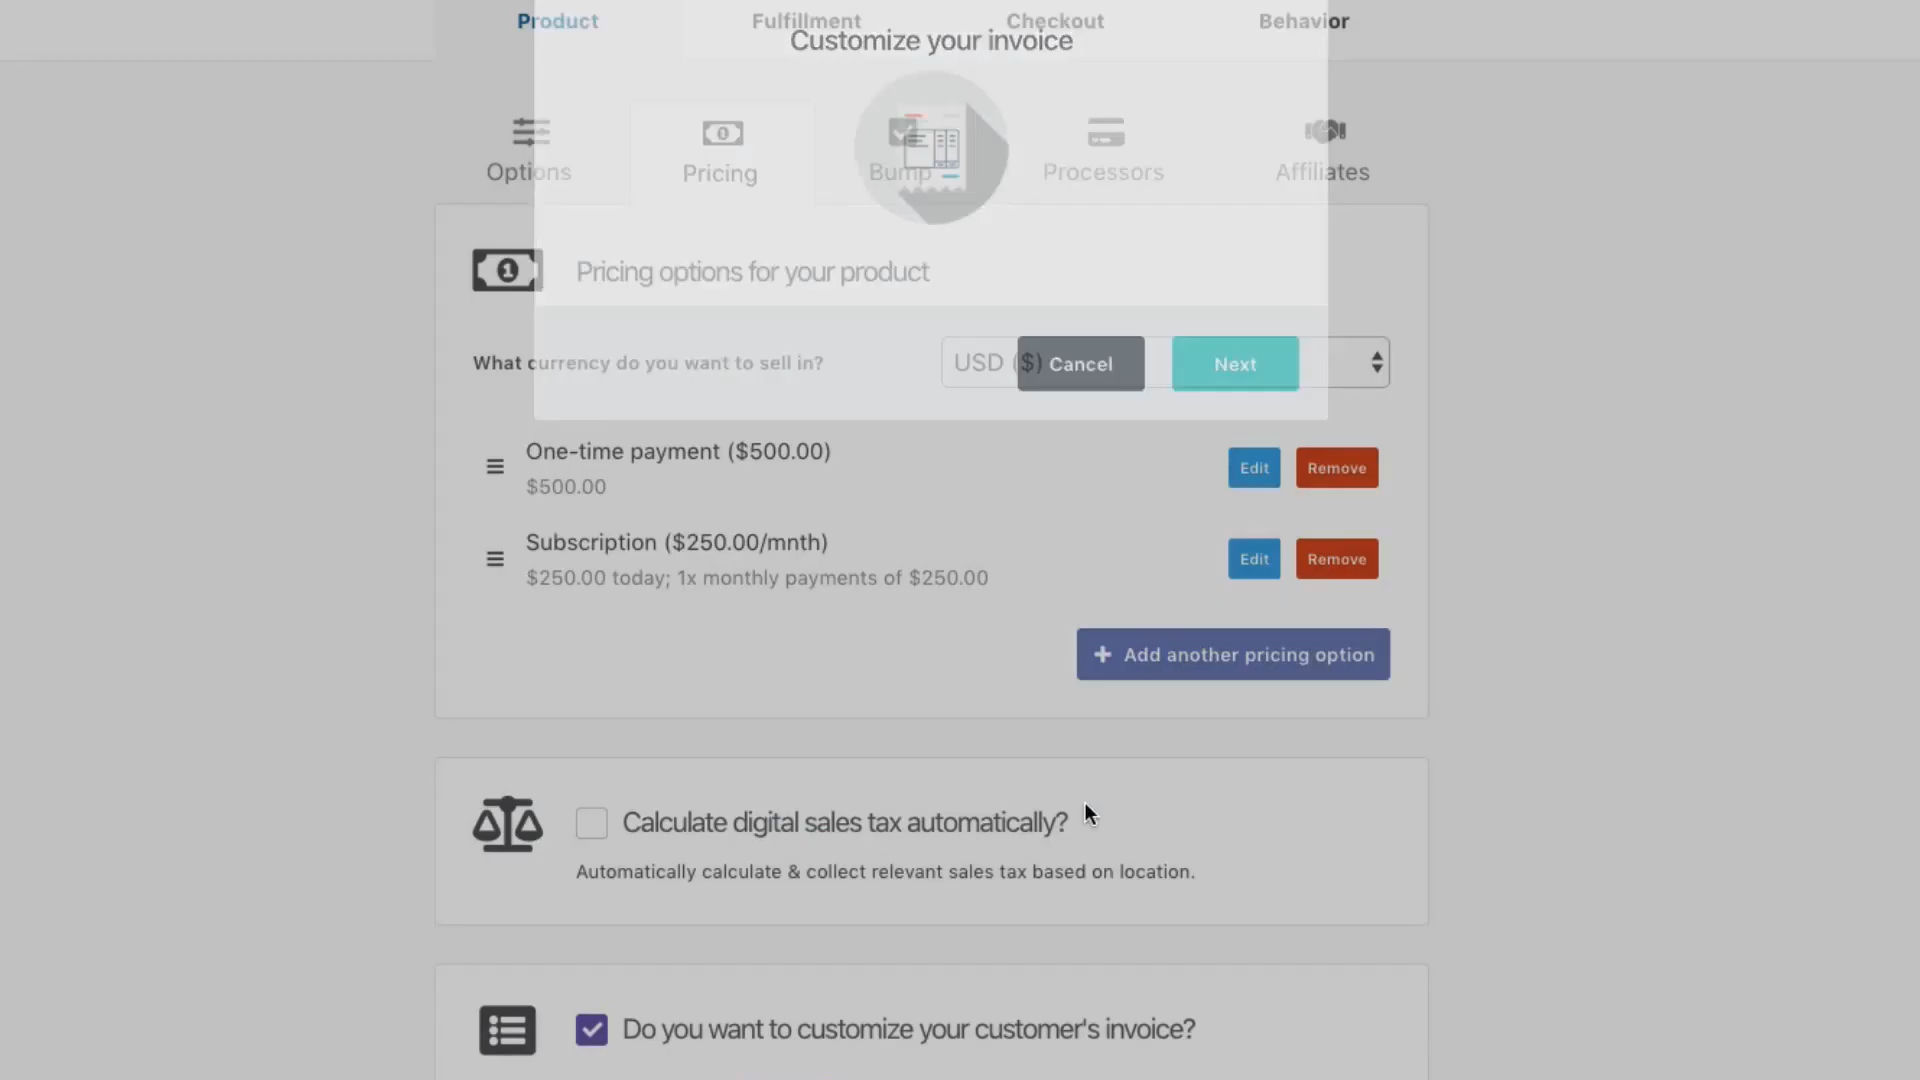 Product Fulfillment Checkout Behavior
Customize your invoice
Options Pricing Bump Processors Affiliates
Pricing options for your product
What currency do you want to sell in? USD ($) Cancel Next
One-time payment ($500.00)
$500.00
Edit Remove
Subscription ($250.00/mnth)
$250.00 today; 1x monthly payments of $250.00
Edit Remove
+ Add another pricing option
Calculate digital sales tax automatically?
Automatically calculate & collect relevant sales tax based on location.
Do you want to customize your customer's invoice?